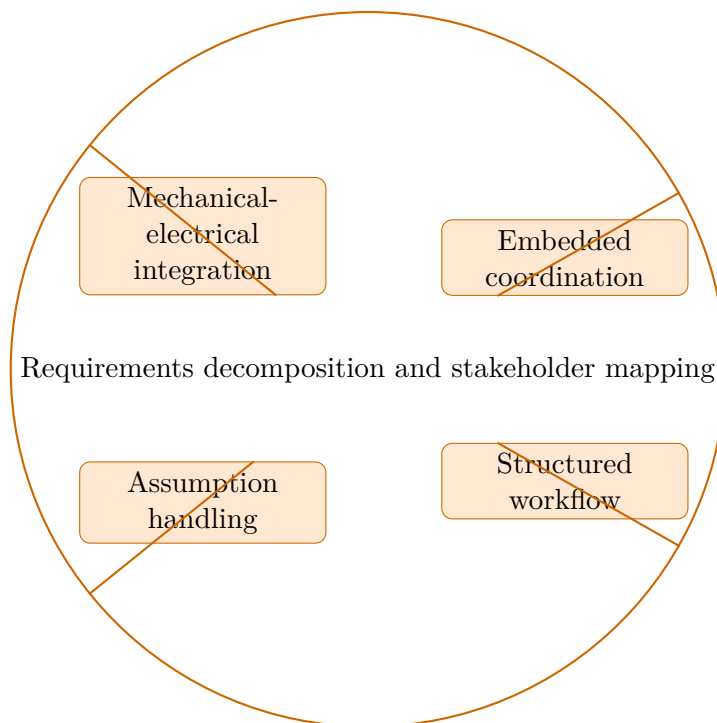 Mechanical-
electrical
integration
Embedded
coordination
Requirements decomposition and stakeholder mapping
Assumption
handling
Structured
workflow